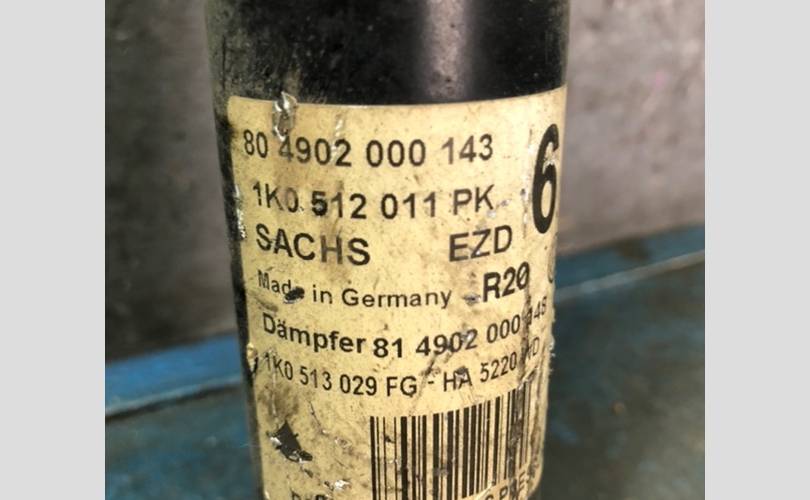 80 4902 000 143
1K0 512 011 PK
6
SACHS EZD
Made in Germany R20
Dämpfer 81 4902 000
1K0 513 029 FG - HA 5220